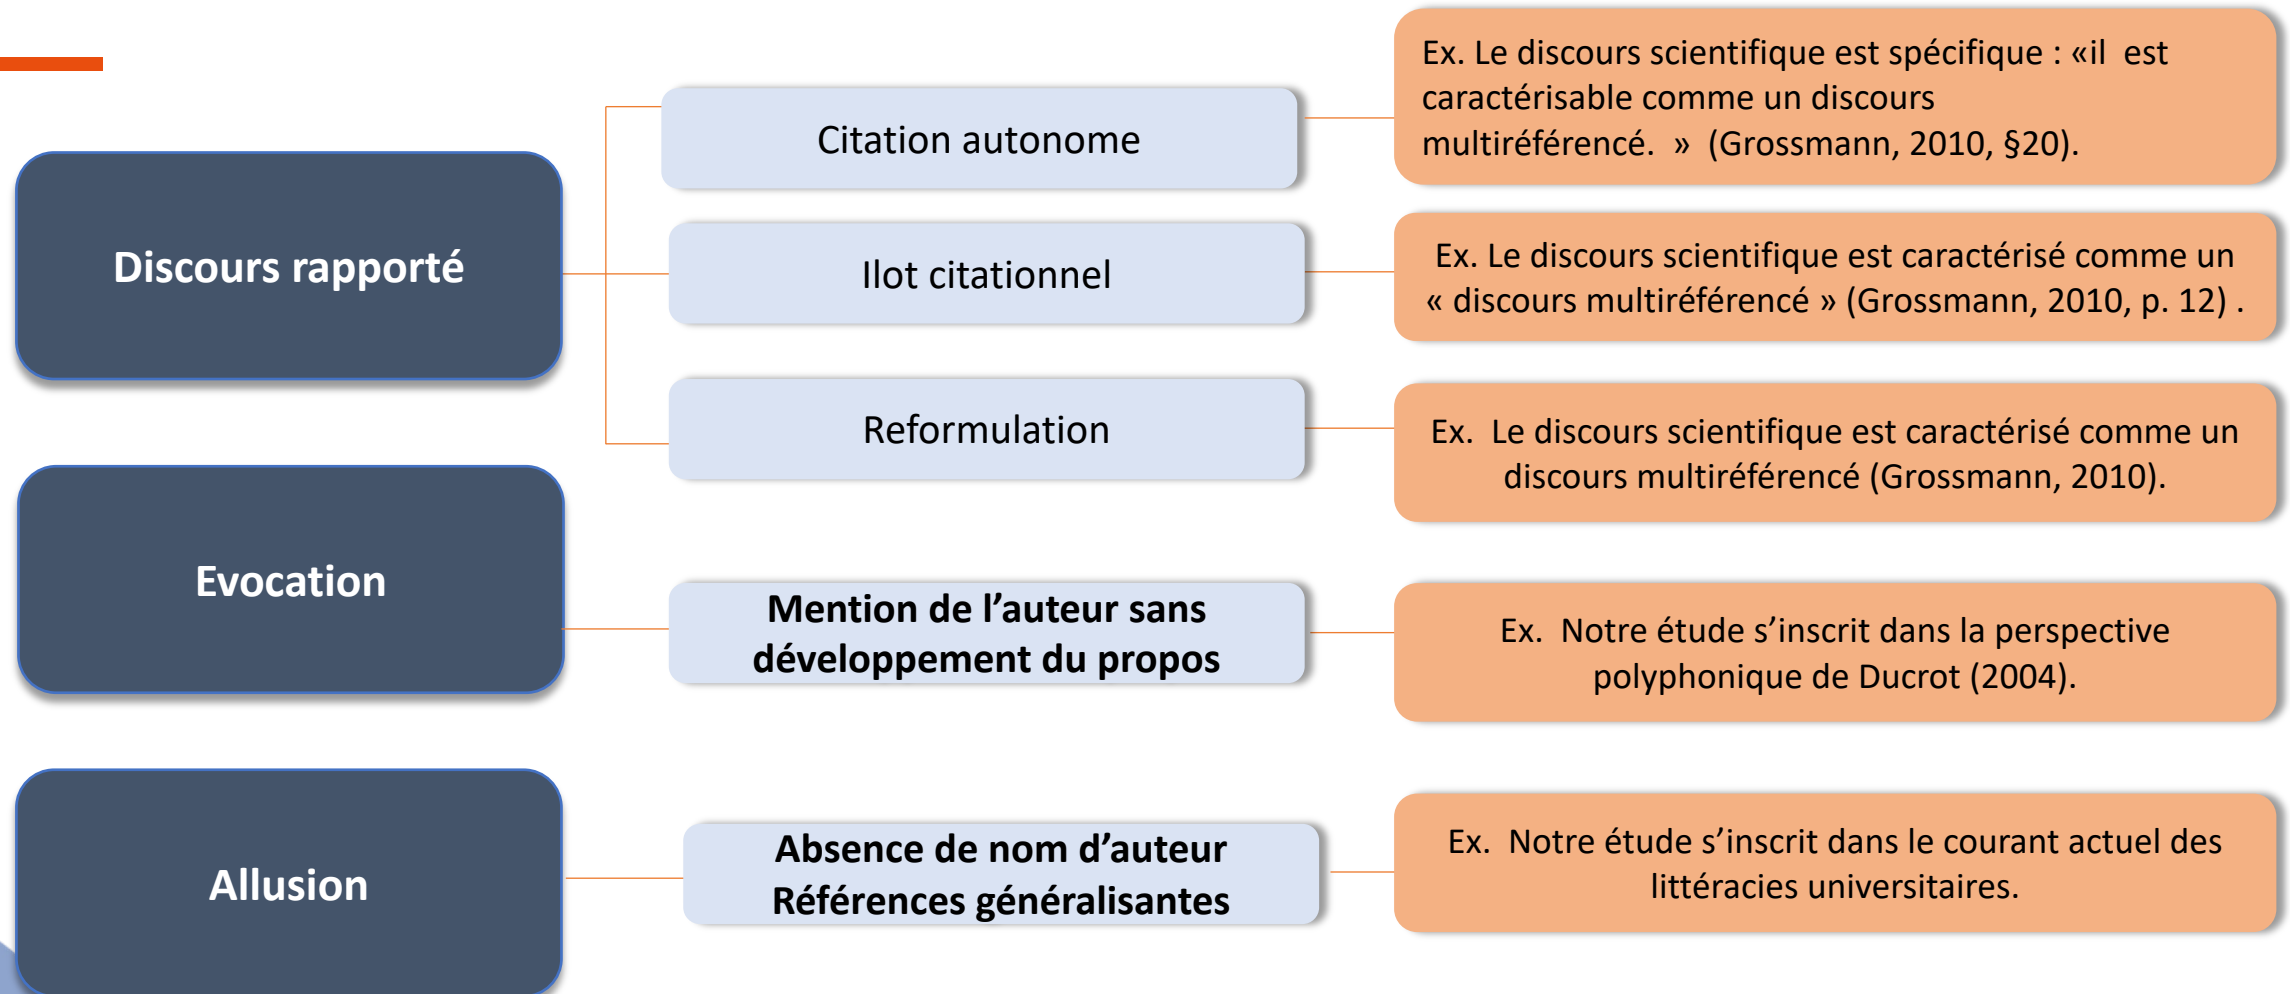 Discours rapporté
Citation autonome
Ex. Le discours scientifique est spécifique : «il  est
caractérisable comme un discours
multiréférencé.  »  (Grossmann, 2010, §20).
Ilot citationnel
Ex. Le discours scientifique est caractérisé comme un
« discours multiréférencé » (Grossmann, 2010, p. 12) .
Reformulation
Ex.  Le discours scientifique est caractérisé comme un
discours multiréférencé (Grossmann, 2010).
Evocation
Mention de l’auteur sans
développement du propos
Ex.  Notre étude s’inscrit dans la perspective
polyphonique de Ducrot (2004).
Allusion
Absence de nom d’auteur
Références généralisantes
Ex.  Notre étude s’inscrit dans le courant actuel des
littéracies universitaires.